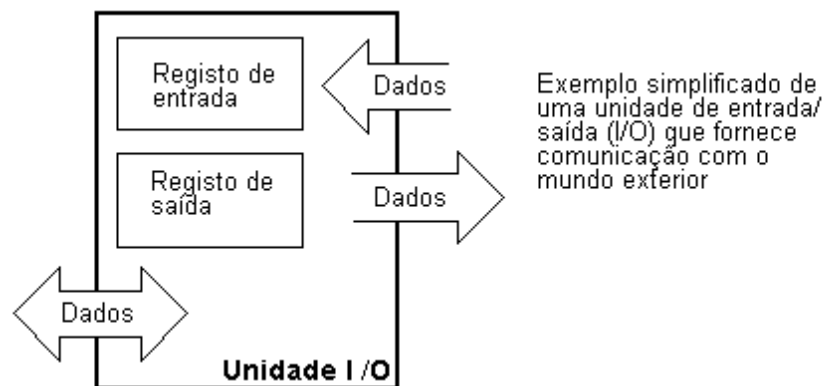 Registo de
entrada
Dados
Registo de
saída
Dados
Dados
Unidade I /O
Exemplo simplificado de
uma unidade de entrada/
saída (I/O) que fornece
comunicação com o
mundo exterior